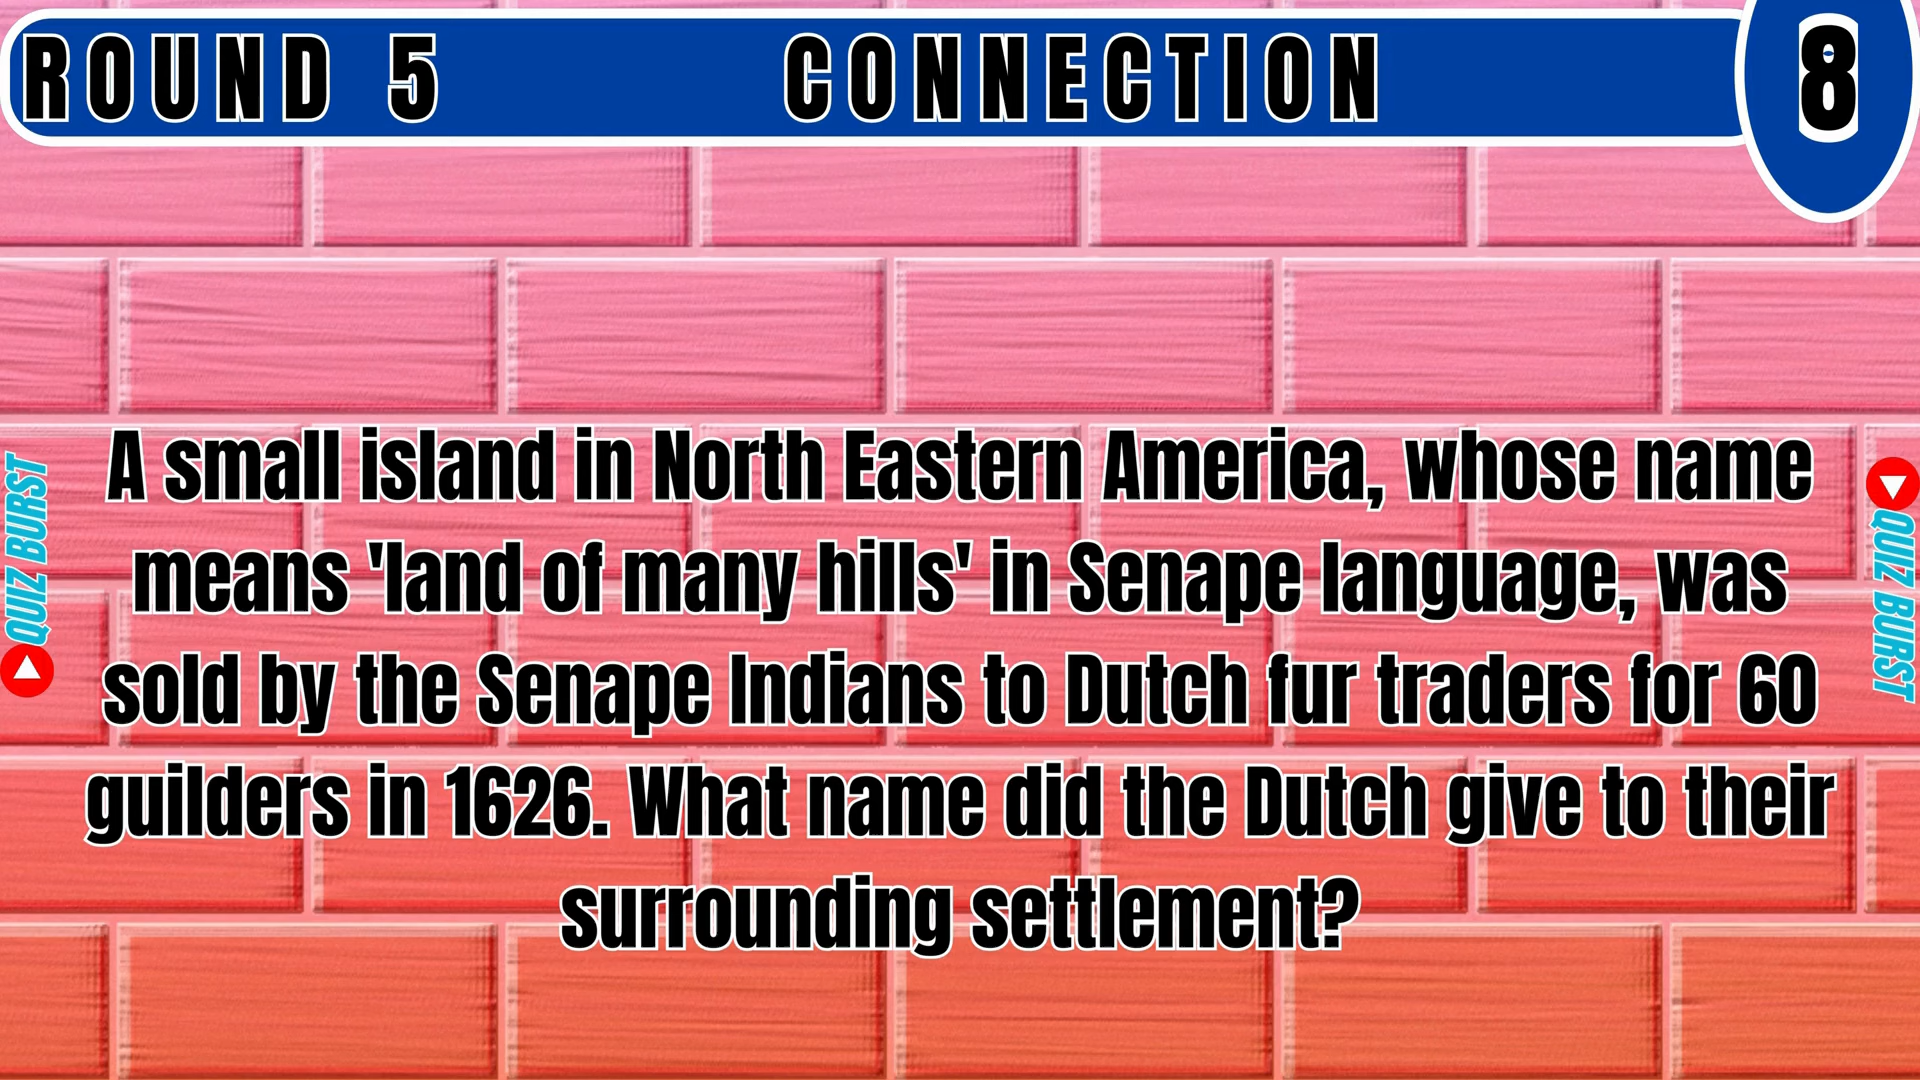 ROUND 5 CONNECTION 8
A small island in North Eastern America, whose name
means 'land of many hills' in Senape language, was
sold by the Senape Indians to Dutch fur traders for 60
guilders in 1626. What name did the Dutch give to their
surrounding settlement?
QUIZ BURST
QUIZ BURST